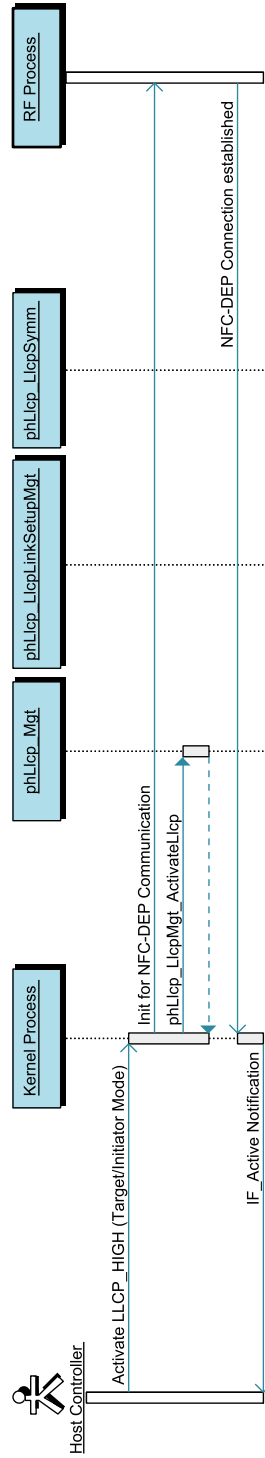 Host Controller
Kernel Process
phLlcp_Mgt
phLlcp_LlcpLinkSetupMgt
phLlcp_LlcpSymm
RF Process
Activate LLCP_HIGH (Target/Initiator Mode)
Init for NFC-DEP Communication
phLlcp_LlcpMgt_ActivateLlcp
NFC-DEP Connection established
IF_Active Notification